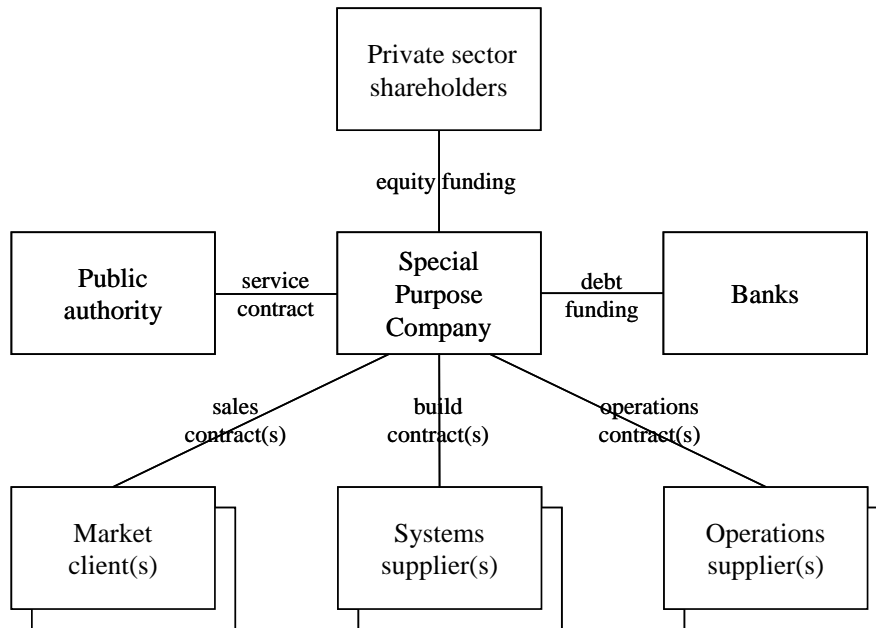 Private sector
shareholders
equity funding
Public
authority
service
contract
Special
Purpose
Company
debt
funding
Banks
sales
contract(s)
build
contract(s)
operations
contract(s)
Market
client(s)
Systems
supplier(s)
Operations
supplier(s)